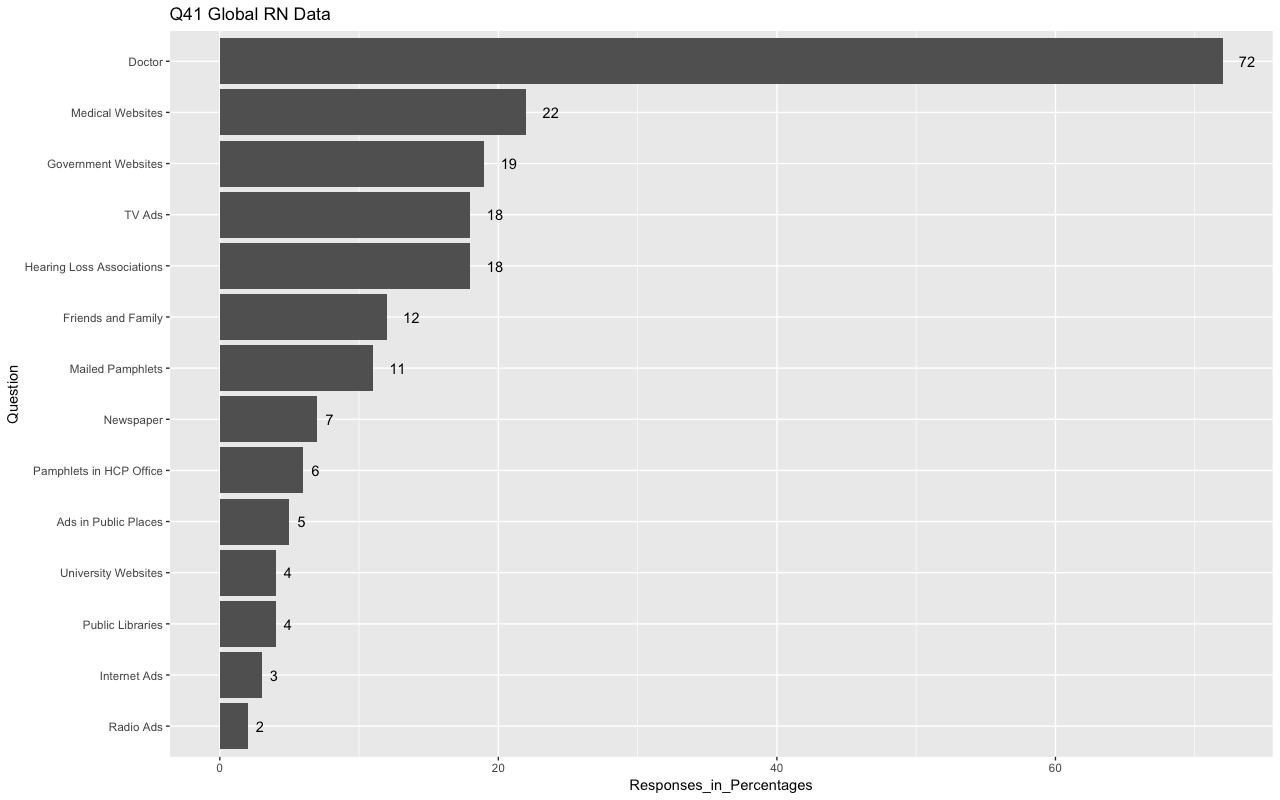 Q41 Global RN Data
Doctor 72
Medical Websites 22
Government Websites 19
TV Ads 18
Hearing Loss Associations 18
Friends and Family 12
Mailed Pamphlets 11
Newspaper 7
Pamphlets in HCP Office 6
Ads in Public Places 5
University Websites 4
Public Libraries 4
Internet Ads 3
Radio Ads 2
Question
0 20 40 60
Responses_in_Percentages